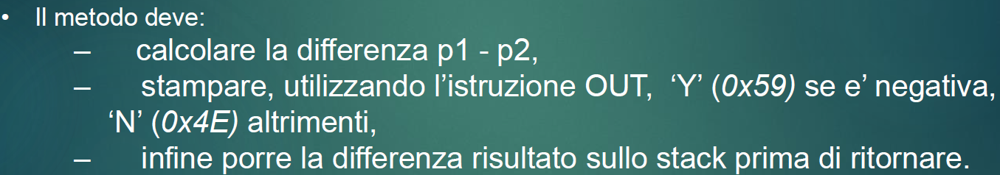 • Il metodo deve:
– calcolare la differenza p1 - p2,
– stampare, utilizzando l’istruzione OUT, ‘Y’ (0x59) se e’ negativa,
‘N’ (0x4E) altrimenti,
– infine porre la differenza risultato sullo stack prima di ritornare.